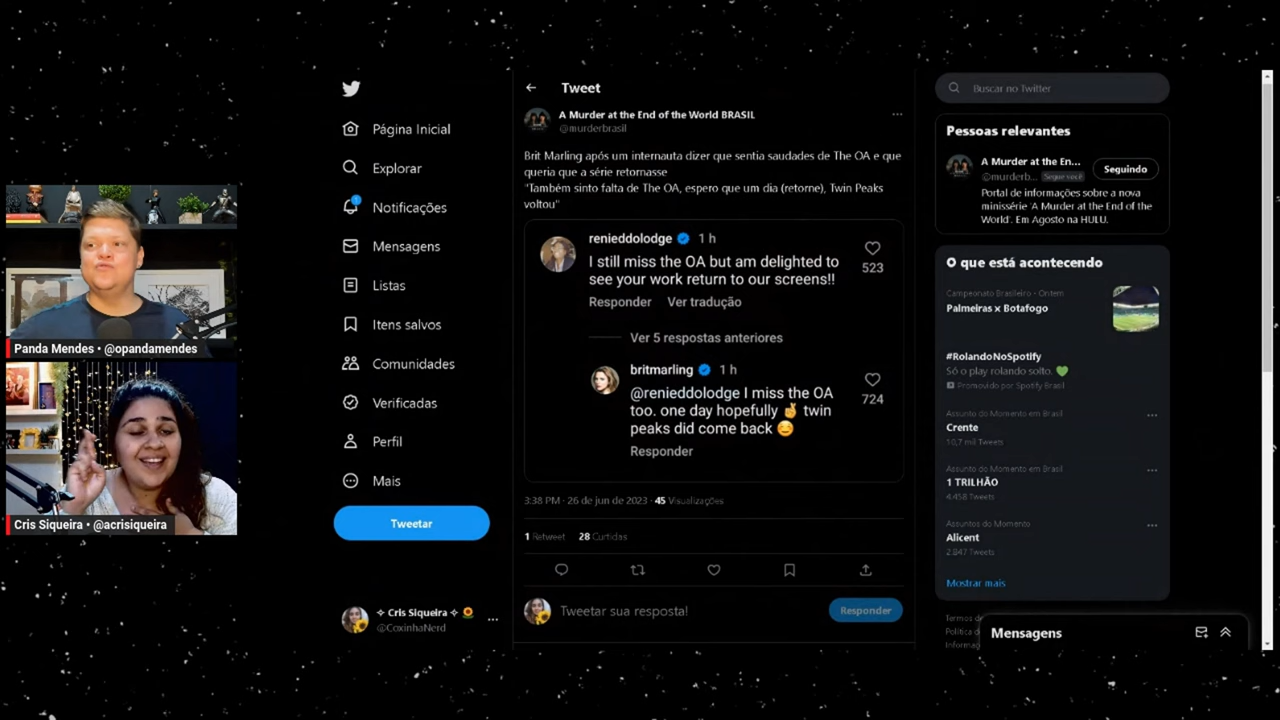 Panda Mendes • @opandamendes
Cris Siqueira • @acrisiqueira
Página Inicial
Explorar
1
Notificações
Mensagens
Listas
Itens salvos
Comunidades
Verificadas
Perfil
Mais
Tweetar
✧ Cris Siqueira ✧ 🌻
@CoxinhaNerd
Tweet
A Murder at the End of the World BRASIL
@murderbrasil
Brit Marling após um internauta dizer que sentia saudades de The OA e que
queria que a série retornasse
"Também sinto falta de The OA, espero que um dia (retorne), Twin Peaks
voltou"
renieddolodge 1 h
I still miss the OA but am delighted to
see your work return to our screens!!
523
Responder Ver tradução
Ver 5 respostas anteriores
britmarling 1 h
@renieddolodge I miss the OA
too. one day hopefully 🤞 twin
peaks did come back 😊
724
Responder
3:38 PM · 26 de jun de 2023 · 45 Visualizações
1 Retweet 28 Curtidas
Tweetar sua resposta!
Responder
Buscar no Twitter
Pessoas relevantes
A Murder at the En...
@murderb... Segue você
Seguindo
Portal de informações sobre a nova
minissérie 'A Murder at the End of the
World'. Em Agosto na HULU.
O que está acontecendo
Campeonato Brasileiro · Ontem
Palmeiras x Botafogo
#RolandoNoSpotify
Só o play rolando solto. 💚
Promovido por Spotify Brasil
Assunto do Momento em Brasil
Crente
10,7 mil Tweets
Assunto do Momento em Brasil
1 TRILHÃO
4.458 Tweets
Assuntos do Momento
Alicent
2.847 Tweets
Mostrar mais
Termos de
Política d
Informaç
Mensagens